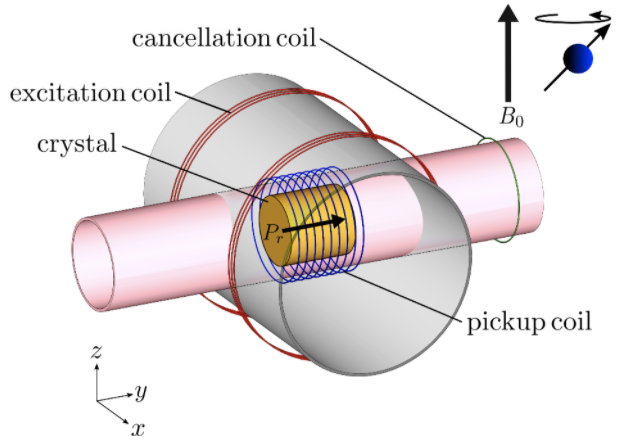 cancellation coil
B₀
excitation coil
crystal
Pᵣ
pickup coil
z
y
x